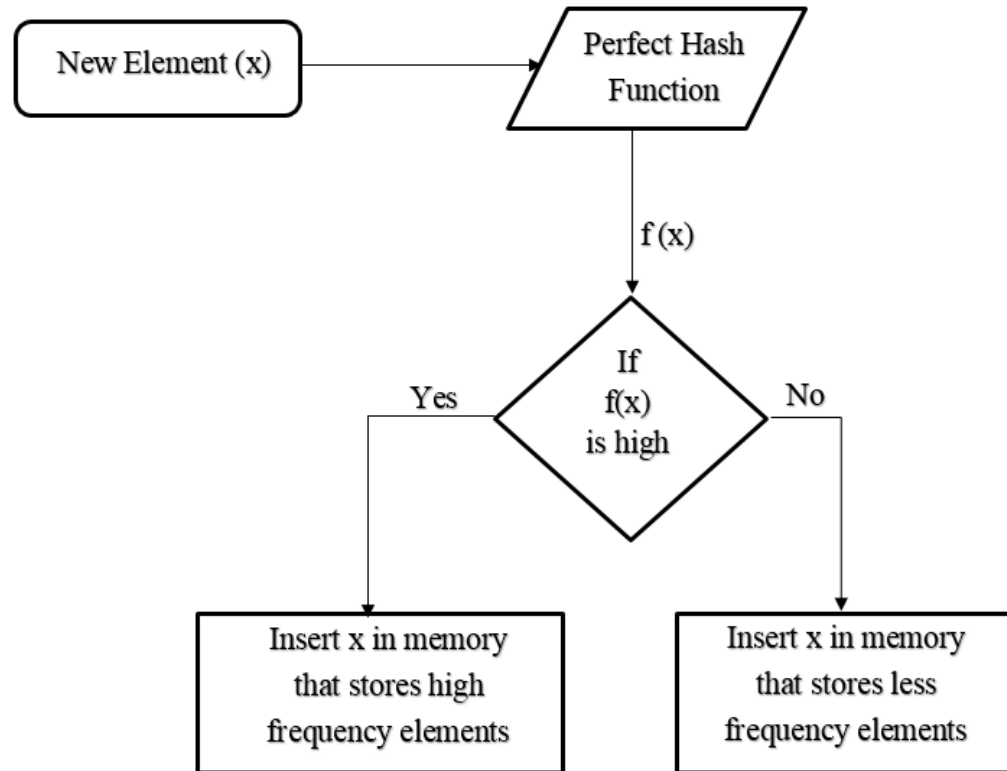 New Element (x)
Perfect Hash
Function
f (x)
If
f(x)
is high
Yes
No
Insert x in memory
that stores high
frequency elements
Insert x in memory
that stores less
frequency elements